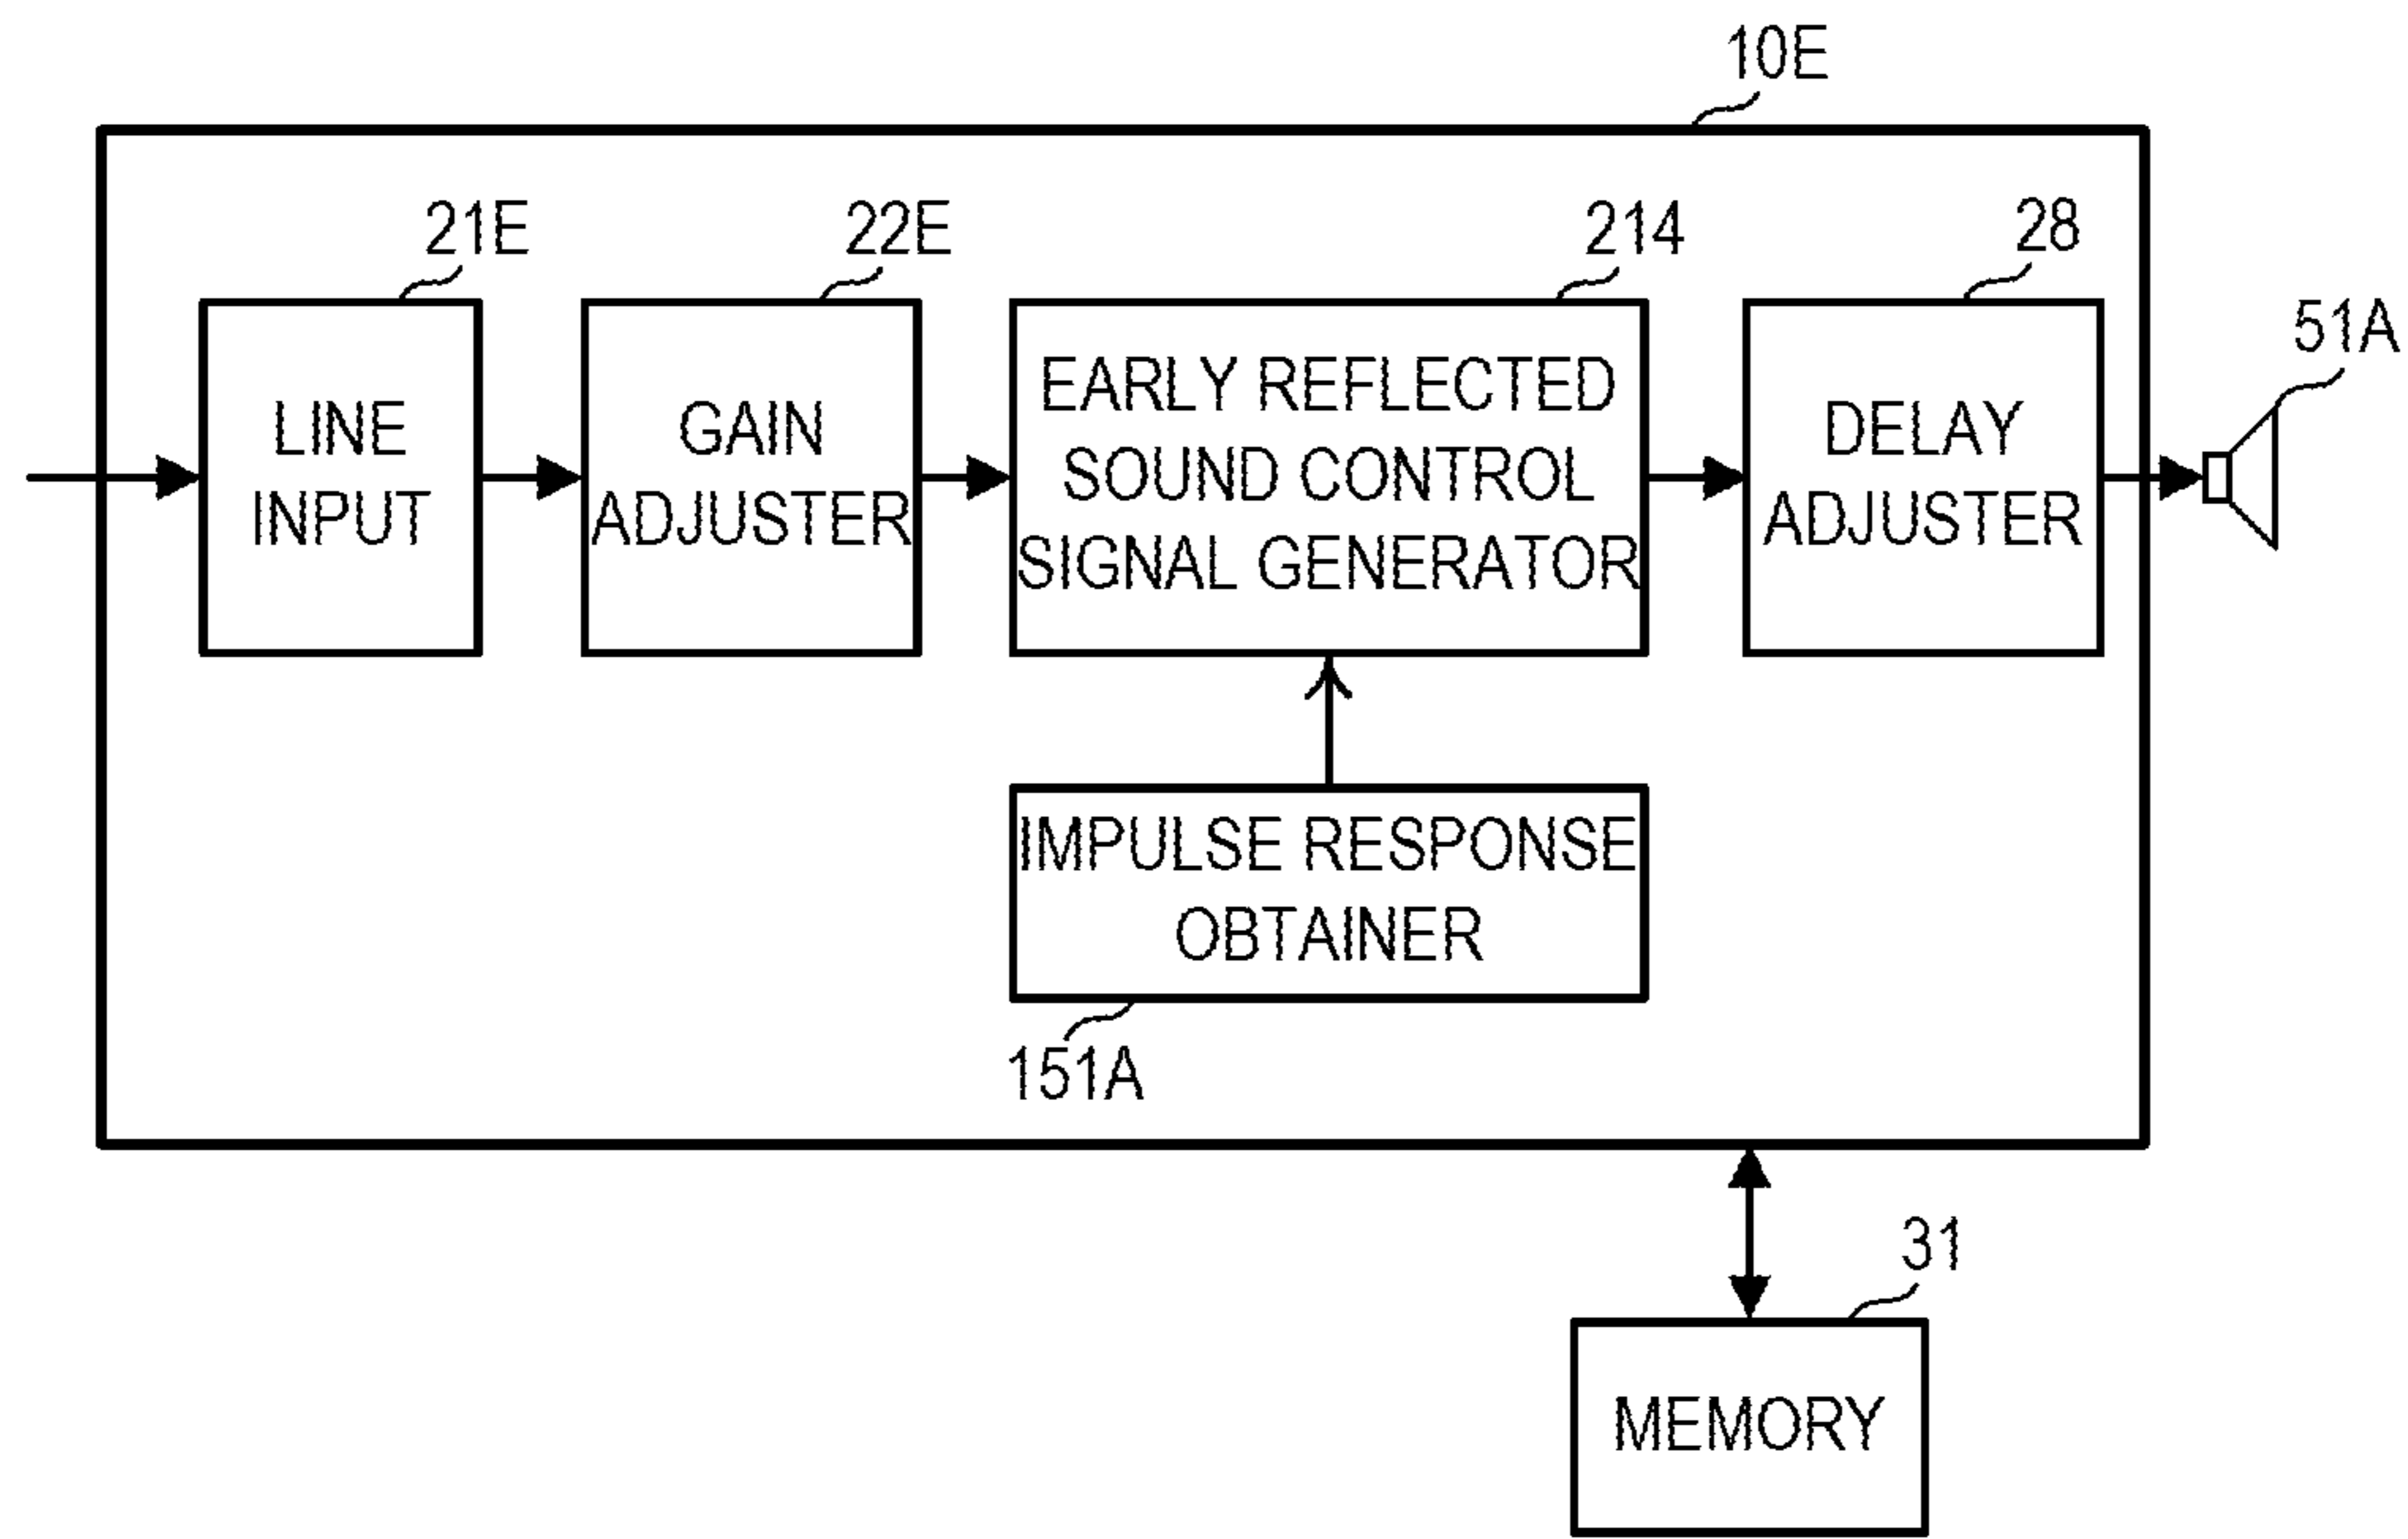 10E
21E
22E
214
28
51A
LINE
INPUT
GAIN
ADJUSTER
EARLY REFLECTED
SOUND CONTROL
SIGNAL GENERATOR
DELAY
ADJUSTER
IMPULSE RESPONSE
OBTAINER
151A
31
MEMORY